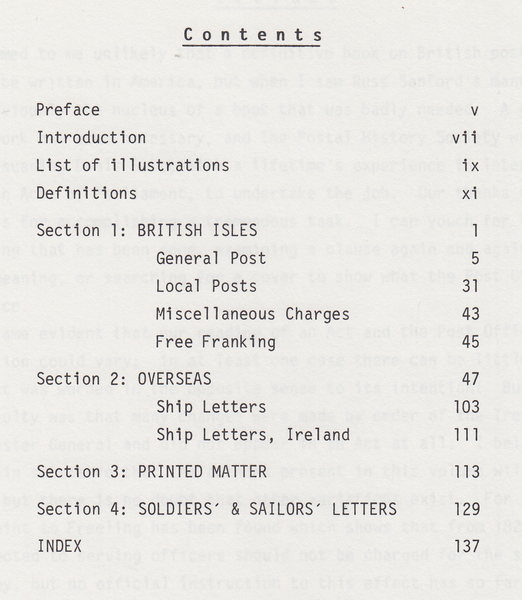 Contents
Preface v
Introduction vii
List of illustrations ix
Definitions xi
Section 1: BRITISH ISLES 1
General Post 5
Local Posts 31
Miscellaneous Charges 43
Free Franking 45
Section 2: OVERSEAS 47
Ship Letters 103
Ship Letters, Ireland 111
Section 3: PRINTED MATTER 113
Section 4: SOLDIERS´ & SAILORS´ LETTERS 129
INDEX 137